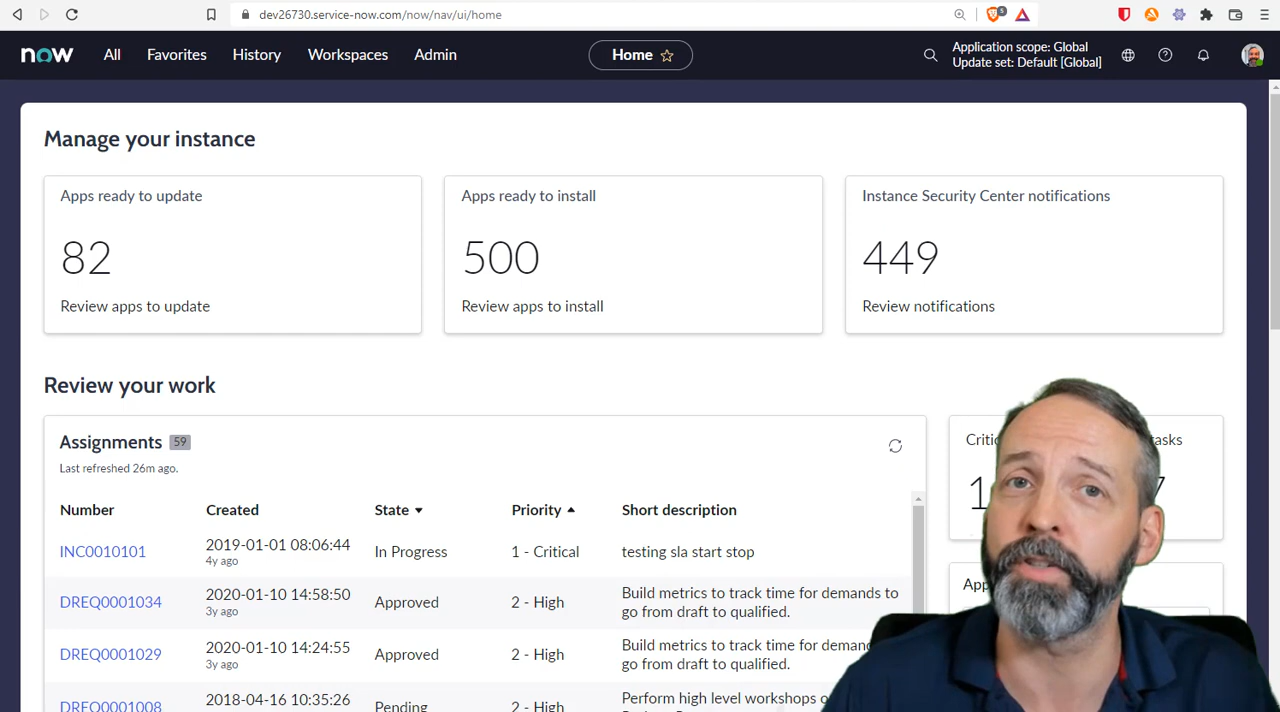 dev26730.service-now.com/now/nav/ui/home
5
now All Favorites History Workspaces Admin
Home
Application scope: Global
Update set: Default [Global]
Manage your instance
Apps ready to update
82
Review apps to update
Apps ready to install
500
Review apps to install
Instance Security Center notifications
449
Review notifications
Review your work
Assignments 59
Last refreshed 26m ago.
Number Created State Priority Short description
INC0010101 2019-01-01 08:06:44 In Progress 1 - Critical testing sla start stop
4y ago
DREQ0001034 2020-01-10 14:58:50 Approved 2 - High Build metrics to track time for demands to
3y ago go from draft to qualified.
DREQ0001029 2020-01-10 14:24:55 Approved 2 - High Build metrics to track time for demands
3y ago go from draft to qualified.
DREQ0001008 2018-04-16 10:35:26 Pending 2 - High Perform high level workshops